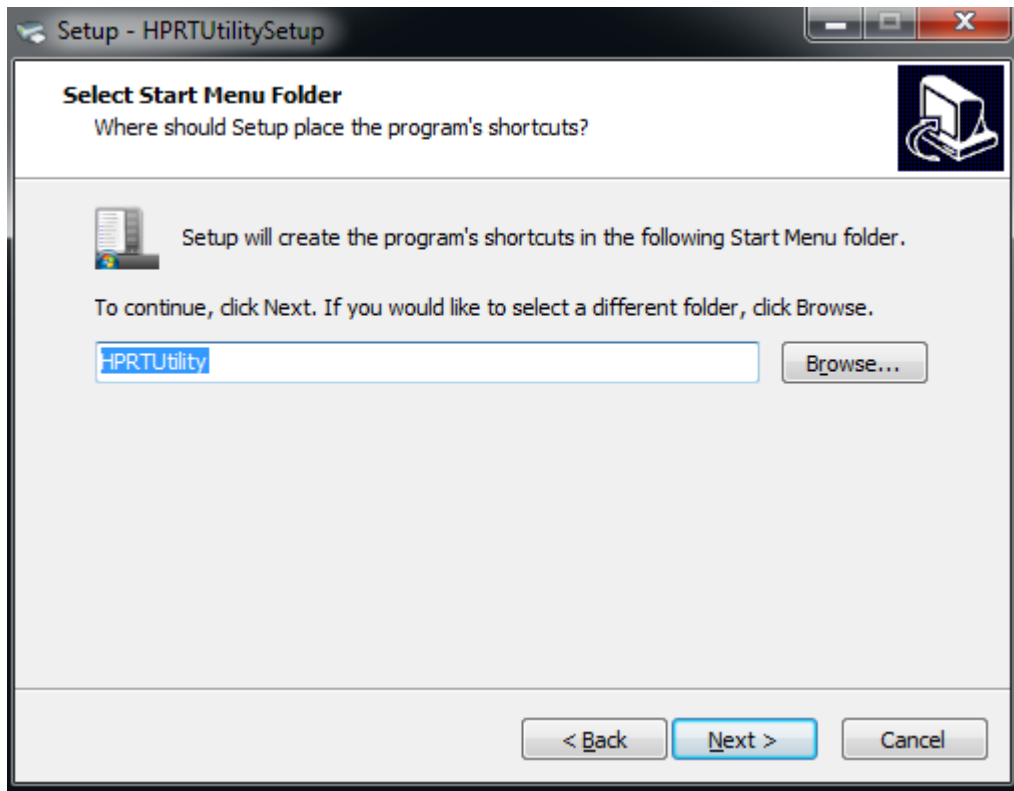 Setup - HPRTUtilitySetup
Select Start Menu Folder
Where should Setup place the program's shortcuts?
Setup will create the program's shortcuts in the following Start Menu folder.
To continue, click Next. If you would like to select a different folder, click Browse.
HPRTUtility
Browse...
< Back
Next >
Cancel